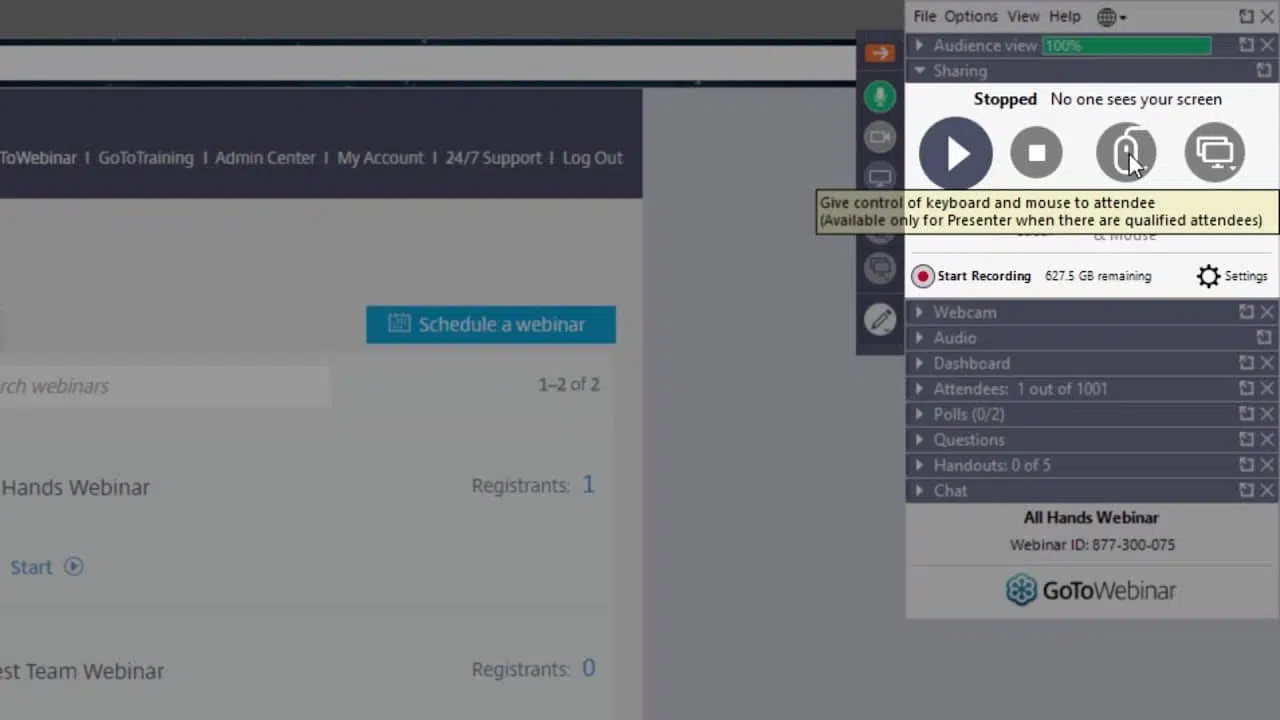 File Options View Help
Audience view 100%
Sharing
Stopped No one sees your screen
ToWebinar | GoToTraining | Admin Center | My Account | 24/7 Support | Log Out
Give control of keyboard and mouse to attendee
(Available only for Presenter when there are qualified attendees)
& Mouse
Start Recording 627.5 GB remaining Settings
Schedule a webinar
Webcam
Audio
Dashboard
rch webinars
1–2 of 2
Attendees: 1 out of 1001
Polls (0/2)
Questions
Handouts: 0 of 5
Chat
Hands Webinar
Registrants: 1
All Hands Webinar
Webinar ID: 877-300-075
Start
GoToWebinar
est Team Webinar
Registrants: 0